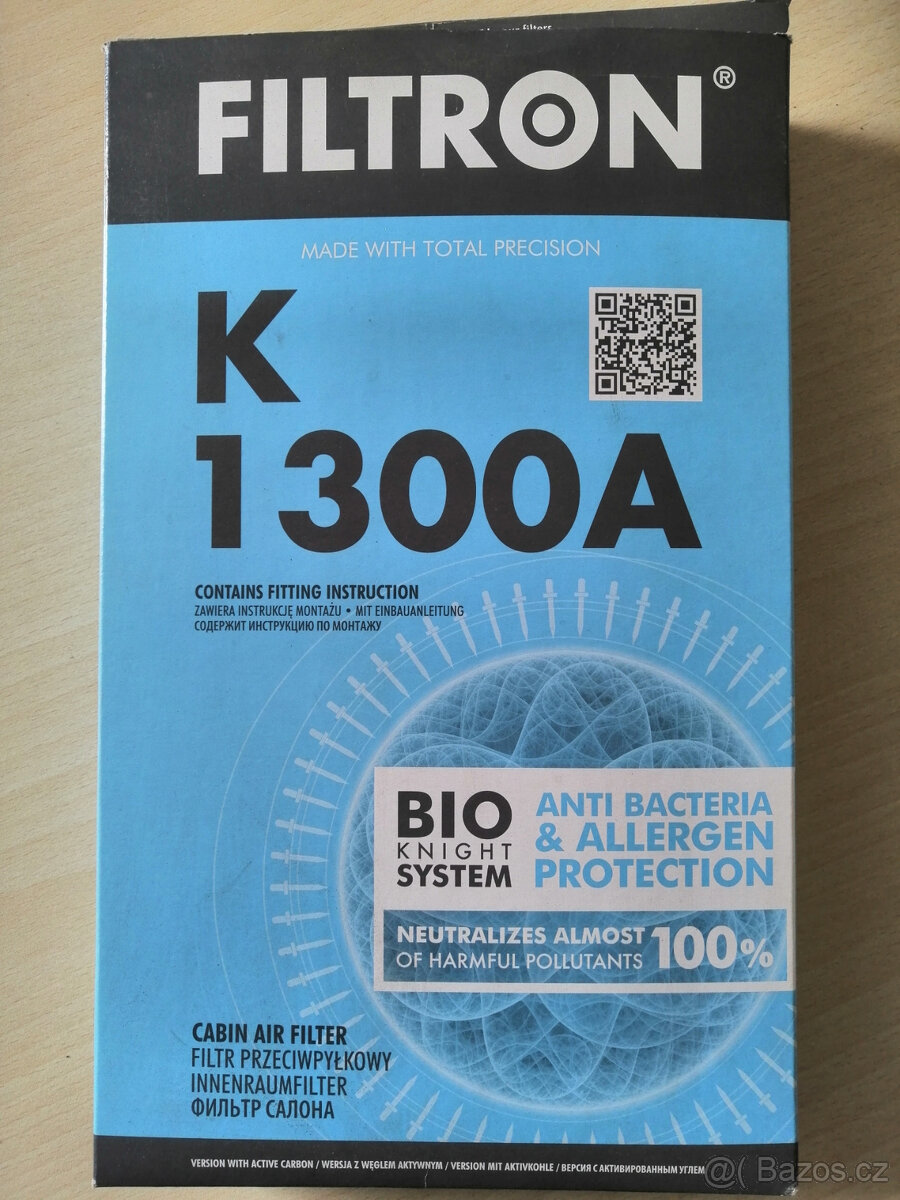 our filters
FILTRON®
MADE WITH TOTAL PRECISION
K
1300A
CONTAINS FITTING INSTRUCTION
ZAWIERA INSTRUKCJĘ MONTAŻU • MIT EINBAUANLEITUNG
СОДЕРЖИТ ИНСТРУКЦИЮ ПО МОНТАЖУ
BIO
KNIGHT
SYSTEM
ANTI BACTERIA
& ALLERGEN
PROTECTION
NEUTRALIZES ALMOST
OF HARMFUL POLLUTANTS
100%
CABIN AIR FILTER
FILTR PRZECIWPYŁKOWY
INNENRAUMFILTER
ФИЛЬТР САЛОНА
VERSION WITH ACTIVE CARBON / WERSJA Z WĘGLEM AKTYWNYM / VERSION MIT AKTIVKOHLE / ВЕРСИЯ С АКТИВИРОВАННЫМ УГЛЕМ
@( Bazos.cz